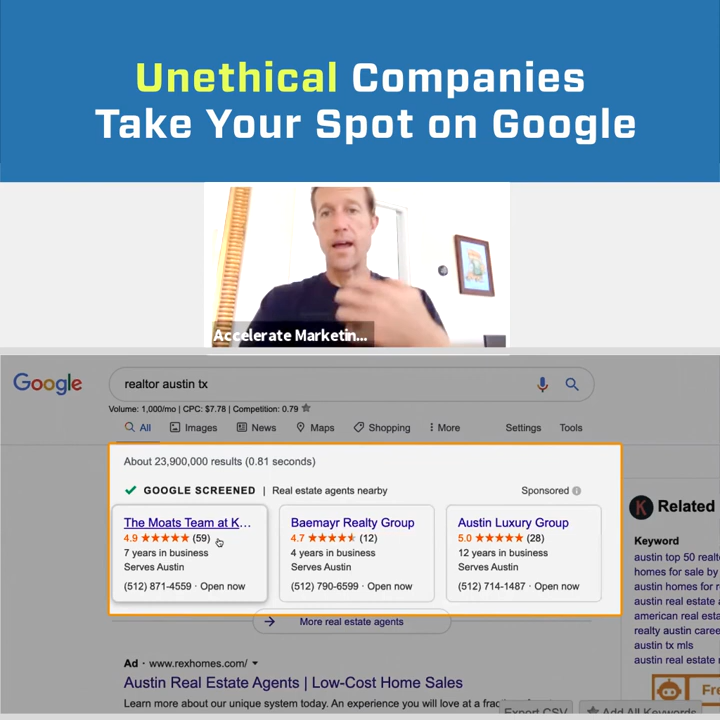 Unethical Companies
Take Your Spot on Google
Accelerate Marketin...
Google
realtor austin tx
Volume: 1,000/mo | CPC: $7.78 | Competition: 0.79
All Images News Maps Shopping More Settings Tools
About 23,900,000 results (0.81 seconds)
GOOGLE SCREENED | Real estate agents nearby Sponsored
The Moats Team at K...
4.9 (59)
7 years in business
Serves Austin
(512) 871-4559 · Open now
Baemayr Realty Group
4.7 (12)
4 years in business
Serves Austin
(512) 790-6599 · Open now
Austin Luxury Group
5.0 (28)
12 years in business
Serves Austin
(512) 714-1487 · Open now
More real estate agents
Ad · www.rexhomes.com/
Austin Real Estate Agents | Low-Cost Home Sales
Learn more about our unique system today. An experience you will love at a
K Related
Keyword
austin top 50
homes for sale by
austin homes for
austin real estate
american real
realty austin
austin tx mls
austin real estate
Export CSV
Add All Keywords